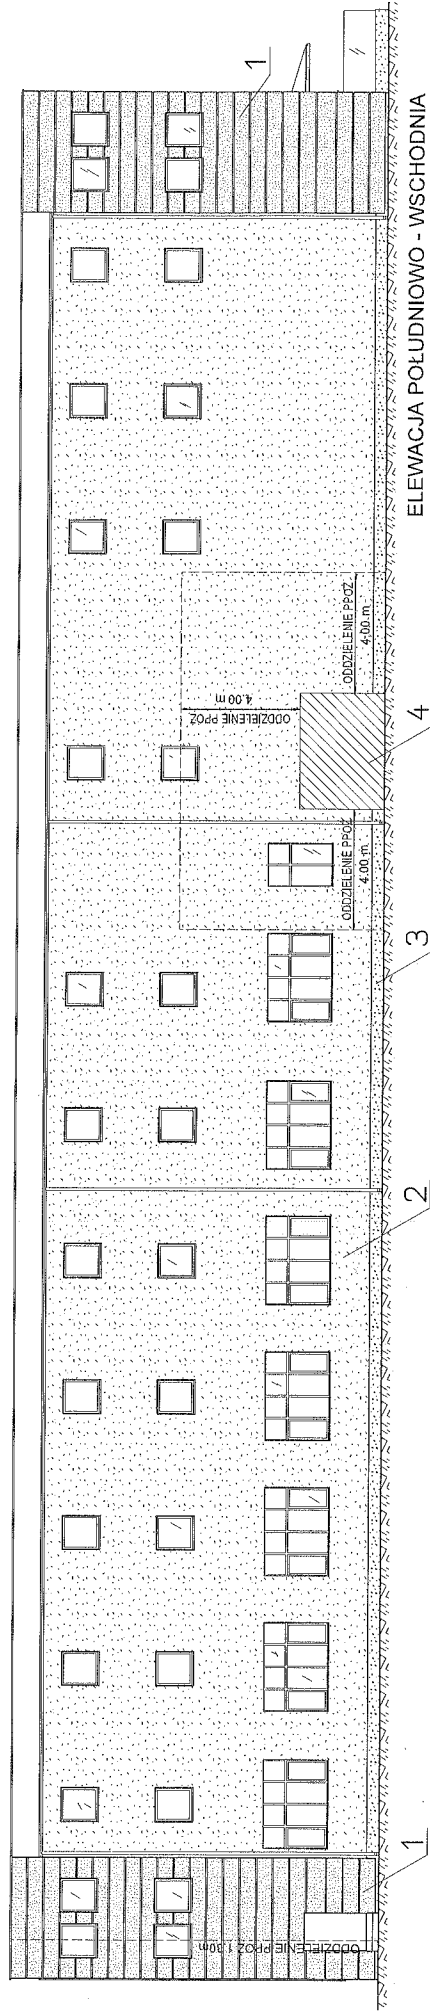 ODDZIELENIE PPOŻ 1.30m
1
2
3
ODDZIELENIE PPOŻ
4.00 m
ODDZIELENIE PPOŻ
4.00 m
ODDZIELENIE PPOŻ
4.00 m
4
1
ELEWACJA POŁUDNIOWO - WSCHODNIA